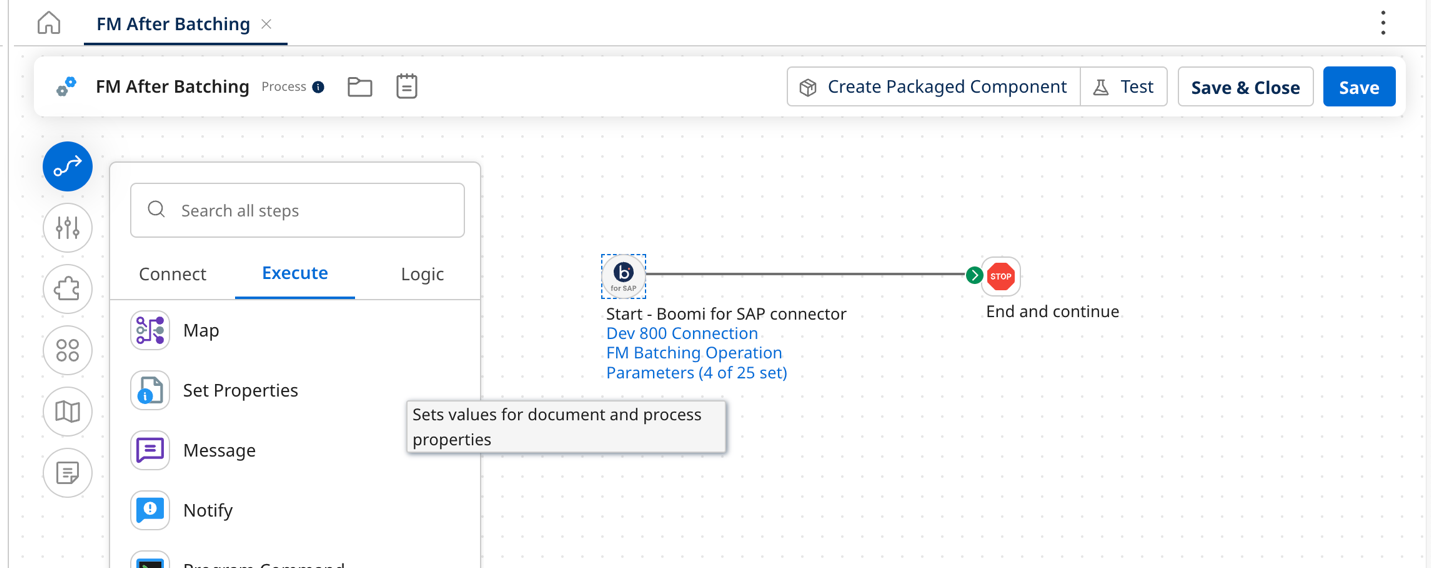 FM After Batching
FM After Batching Process
Create Packaged Component
Test
Save & Close
Save
Search all steps
Connect Execute Logic
Map
Set Properties
Message
Notify
Program Command
b
for SAP
Start - Boomi for SAP connector
Dev 800 Connection
FM Batching Operation
Parameters (4 of 25 set)
STOP
End and continue
Sets values for document and process
properties